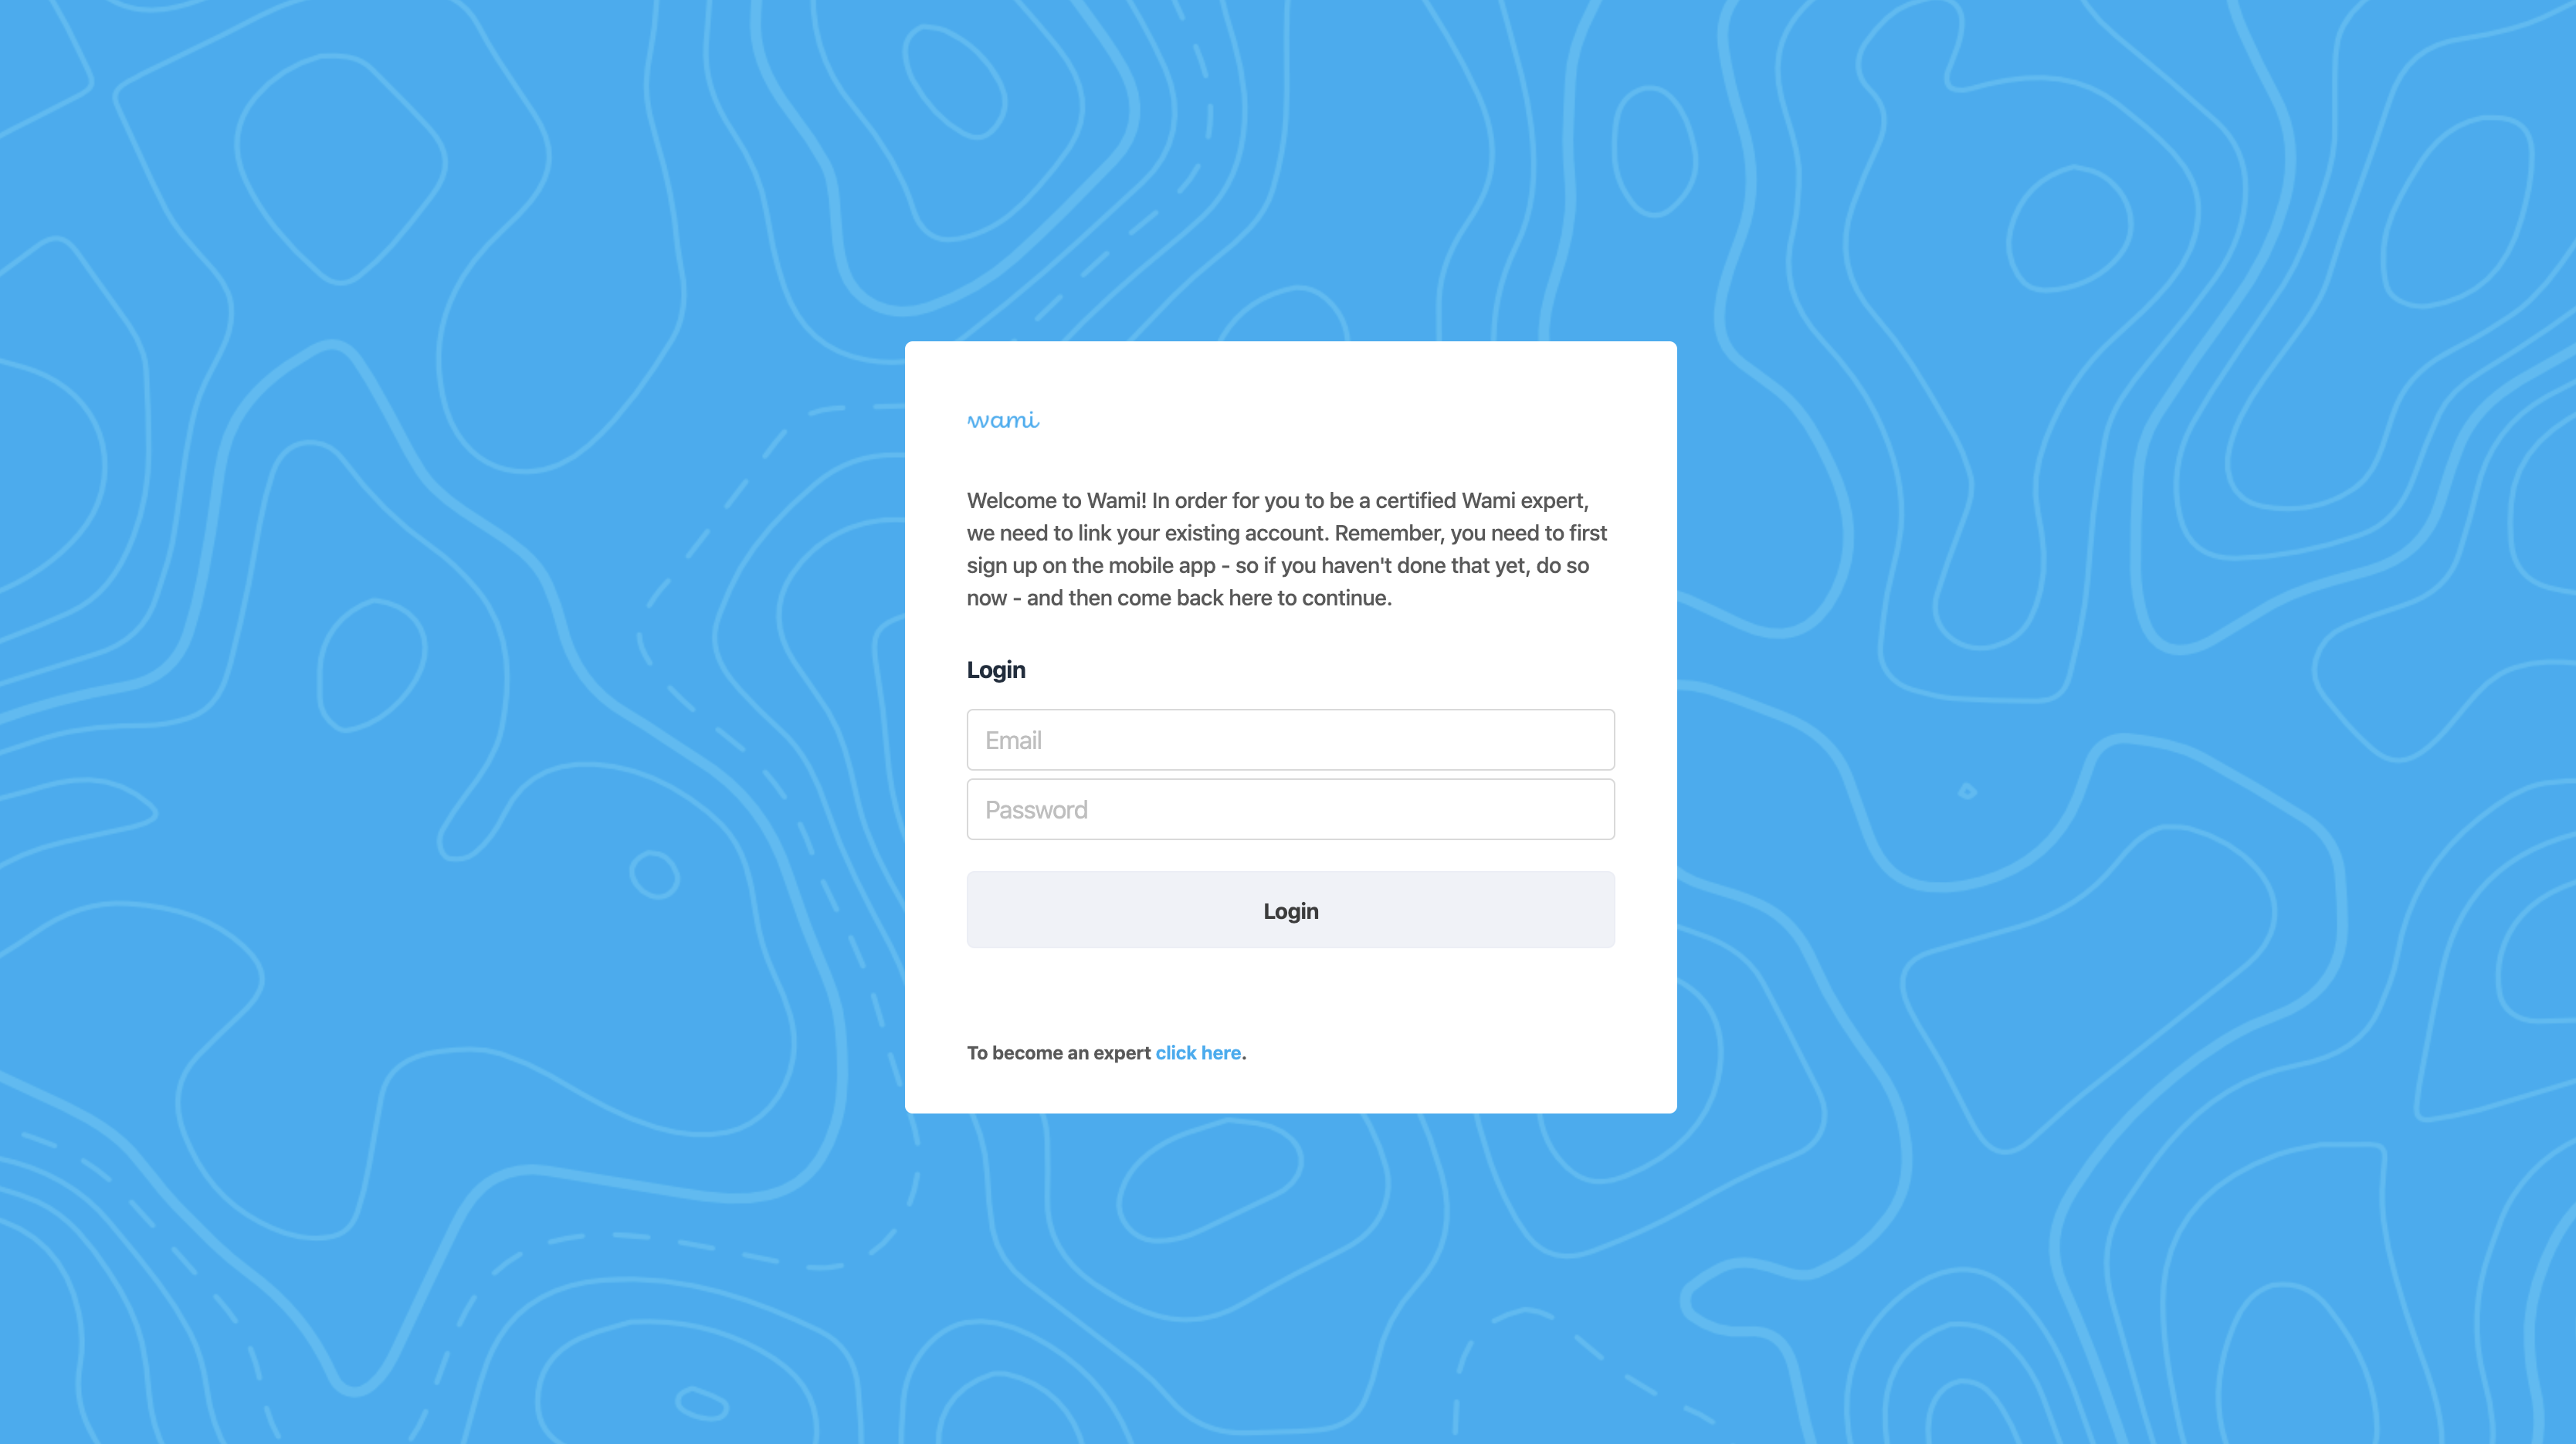 wami
Welcome to Wami! In order for you to be a certified Wami expert,
we need to link your existing account. Remember, you need to first
sign up on the mobile app - so if you haven't done that yet, do so
now - and then come back here to continue.
Login
Email
Password
Login
To become an expert click here.